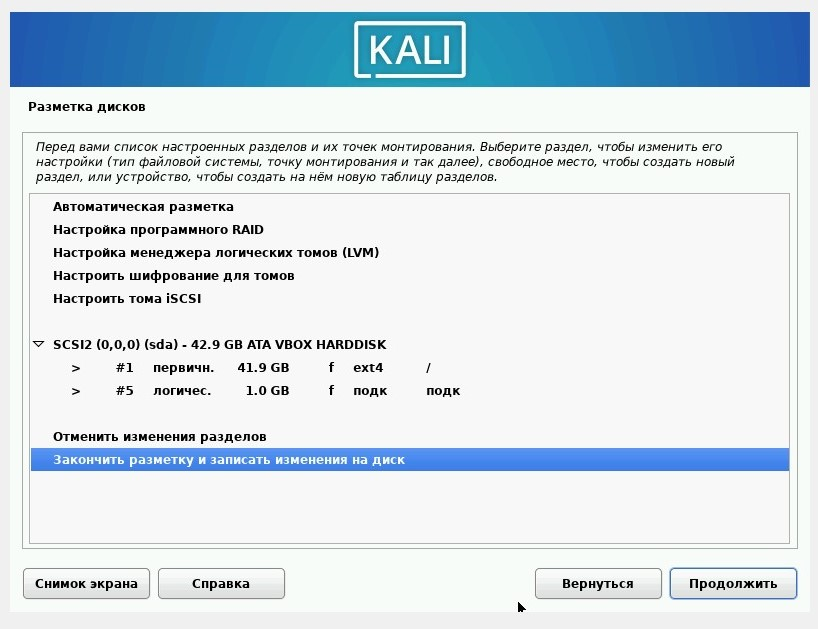 KALI
Разметка дисков
Перед вами список настроенных разделов и их точек монтирования. Выберите раздел, чтобы изменить его
настройки (тип файловой системы, точку монтирования и так далее), свободное место, чтобы создать новый
раздел, или устройство, чтобы создать на нём новую таблицу разделов.
Автоматическая разметка
Настройка программного RAID
Настройка менеджера логических томов (LVM)
Настроить шифрование для томов
Настроить тома iSCSI
SCSI2 (0,0,0) (sda) - 42.9 GB ATA VBOX HARDDISK
> #1 первичн. 41.9 GB f ext4 /
> #5 логичес. 1.0 GB f подк подк
Отменить изменения разделов
Закончить разметку и записать изменения на диск
Снимок экрана Справка Вернуться Продолжить